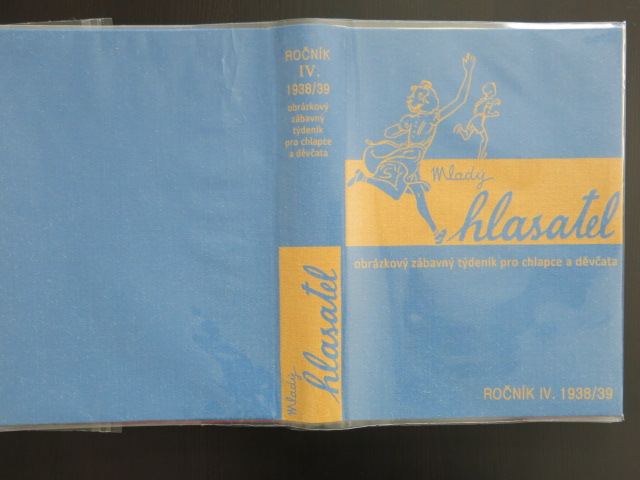 ROČNÍK
IV.
1938/39
obrázkový
zábavný
týdeník
pro chlapce
a děvčata
Mladý
hlasatel
Mladý
hlasatel
obrázkový zábavný týdeník pro chlapce a děvčata
ROČNÍK IV. 1938/39